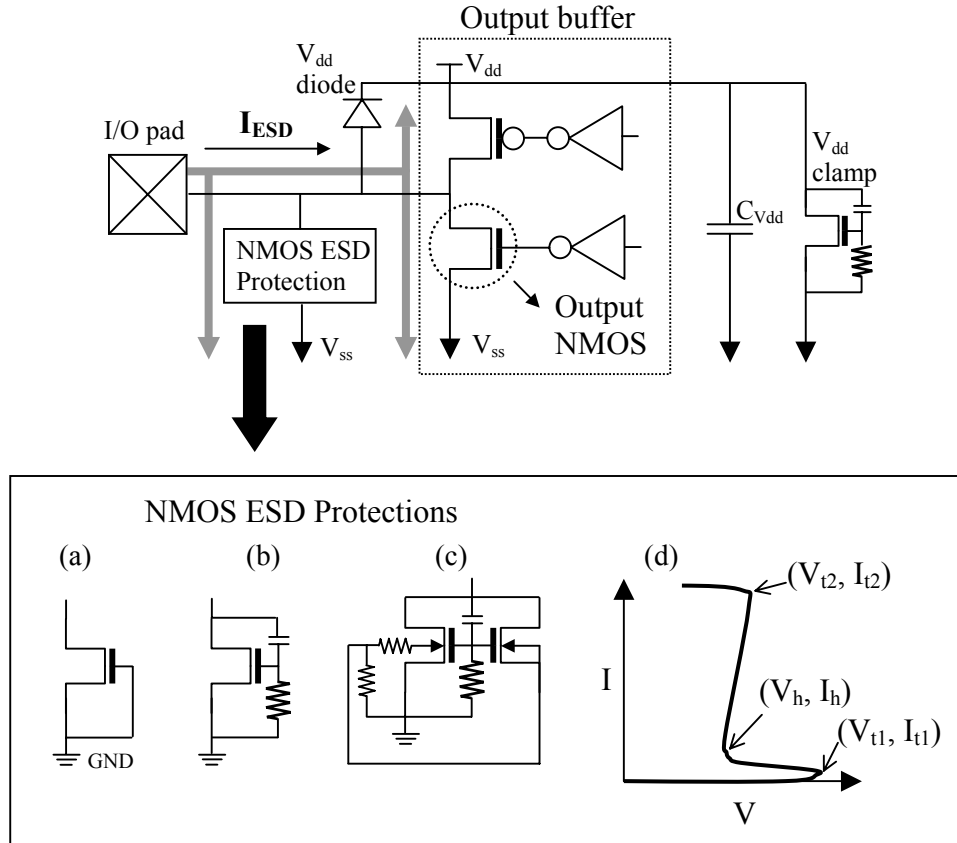 Output buffer
V_dd
diode
V_dd
I/O pad
I_ESD
V_dd
clamp
C_Vdd
NMOS ESD
Protection
Output
NMOS
V_ss
V_ss
NMOS ESD Protections
(a)
(b)
(c)
(d)
(V_t2, I_t2)
I
(V_h, I_h)
(V_t1, I_t1)
GND
V